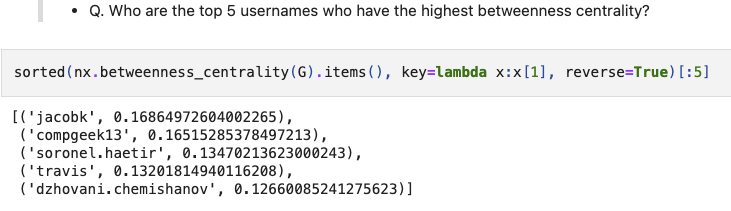 • Q. Who are the top 5 usernames who have the highest betweenness centrality?
sorted(nx.betweenness_centrality(G).items(), key=lambda x:x[1], reverse=True)[:5]
[('jacobk', 0.16864972604002265),
 ('compgeek13', 0.16515285378497213),
 ('soronel.haetir', 0.13470213623000243),
 ('travis', 0.13201814940116208),
 ('dzhovani.chemishanov', 0.12660085241275623)]